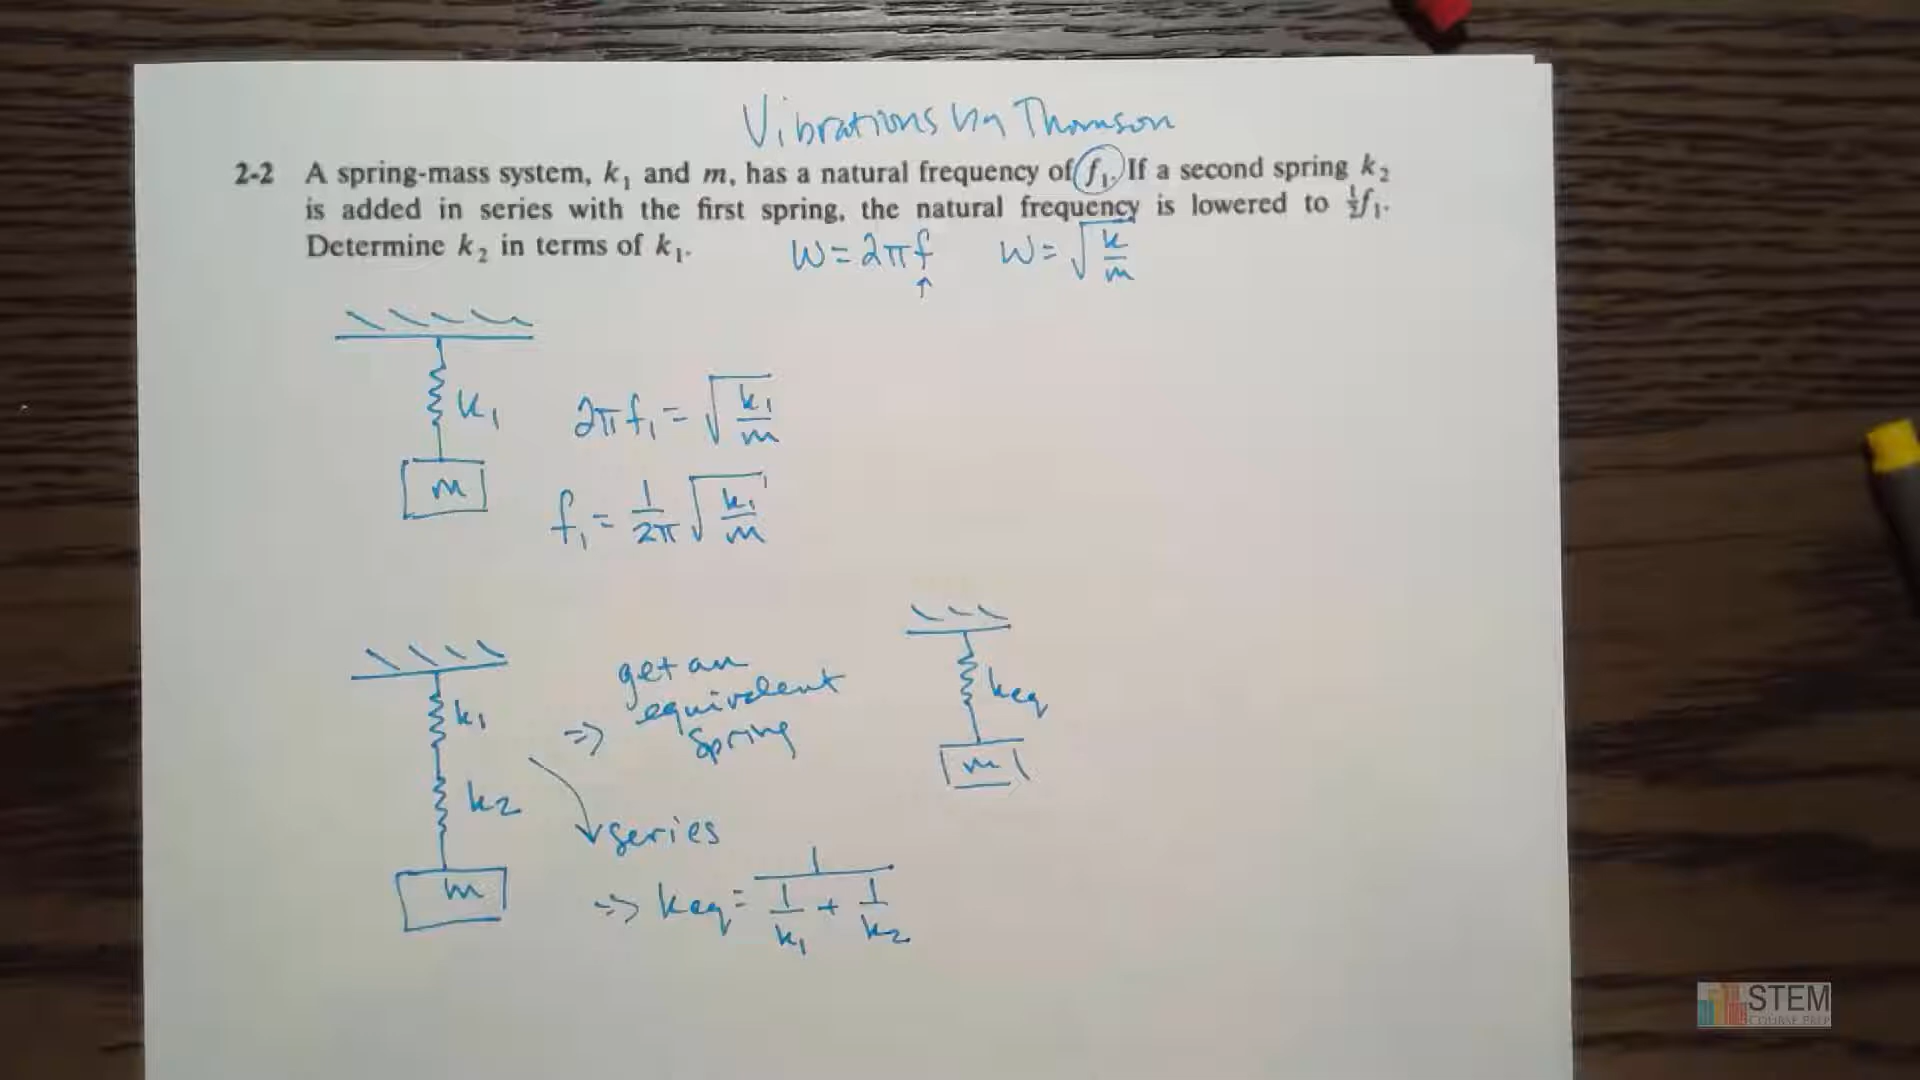 Vibrations by Thomson
2-2 A spring-mass system, k₁ and m, has a natural frequency of f₁. If a second spring k₂
is added in series with the first spring, the natural frequency is lowered to ½f₁.
Determine k₂ in terms of k₁.
W = 2πf W = √(k/m)
↑
k₁
m
2πf₁ = √(k₁/m)
f₁ = 1/2π √(k₁/m)
k₁
k₂
m
⇒ get an
equivalent
spring
keq
m
series
⇒ keq = 1/(1/k₁ + 1/k₂)
STEM
COURSE PREP